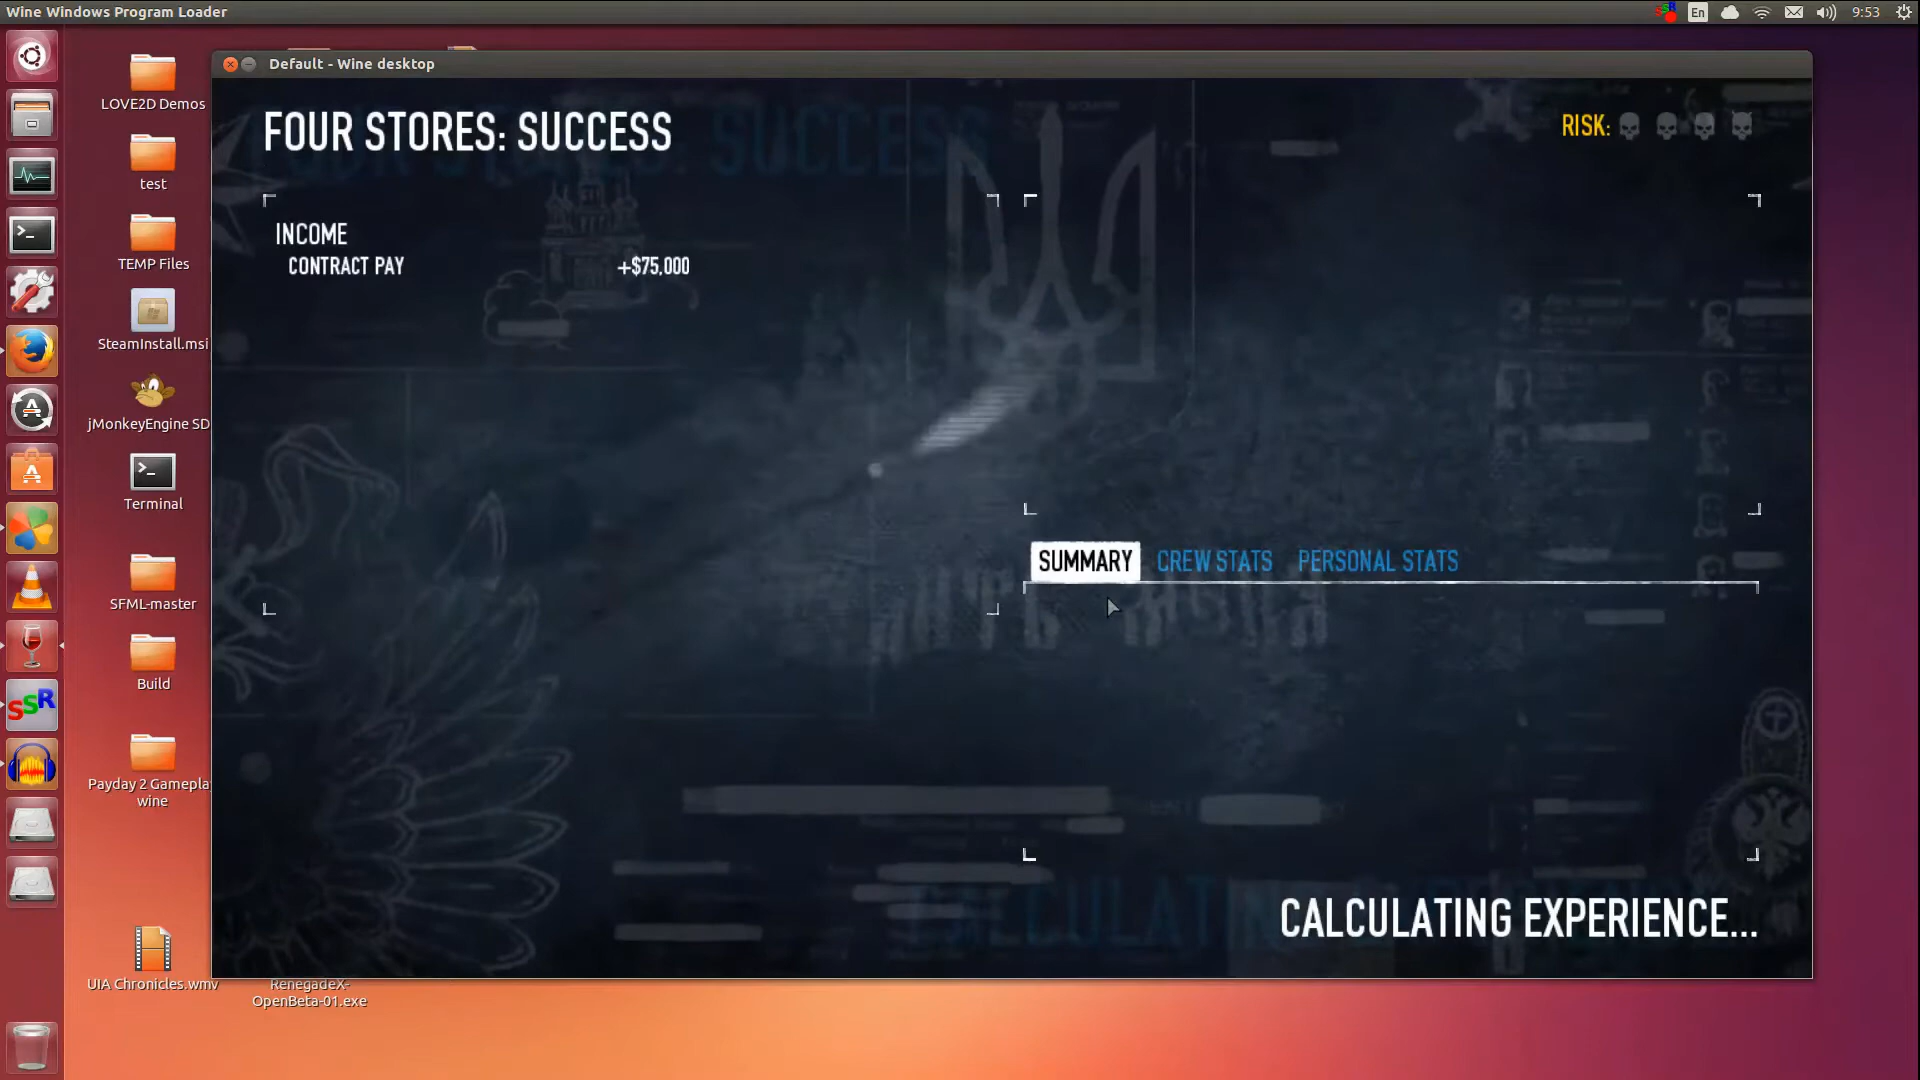 Wine Windows Program Loader
En
9:53
Default - Wine desktop
LOVE2D Demos
test
TEMP Files
SteamInstall.msi
jMonkeyEngine SD
Terminal
SFML-master
Build
Payday 2 Gameplay
wine
UIA Chronicles.wmv
RenegadeX-
OpenBeta-01.exe
SSR
FOUR STORES: SUCCESS
RISK:
INCOME
CONTRACT PAY +$75,000
SUMMARY CREW STATS PERSONAL STATS
CALCULATING EXPERIENCE...